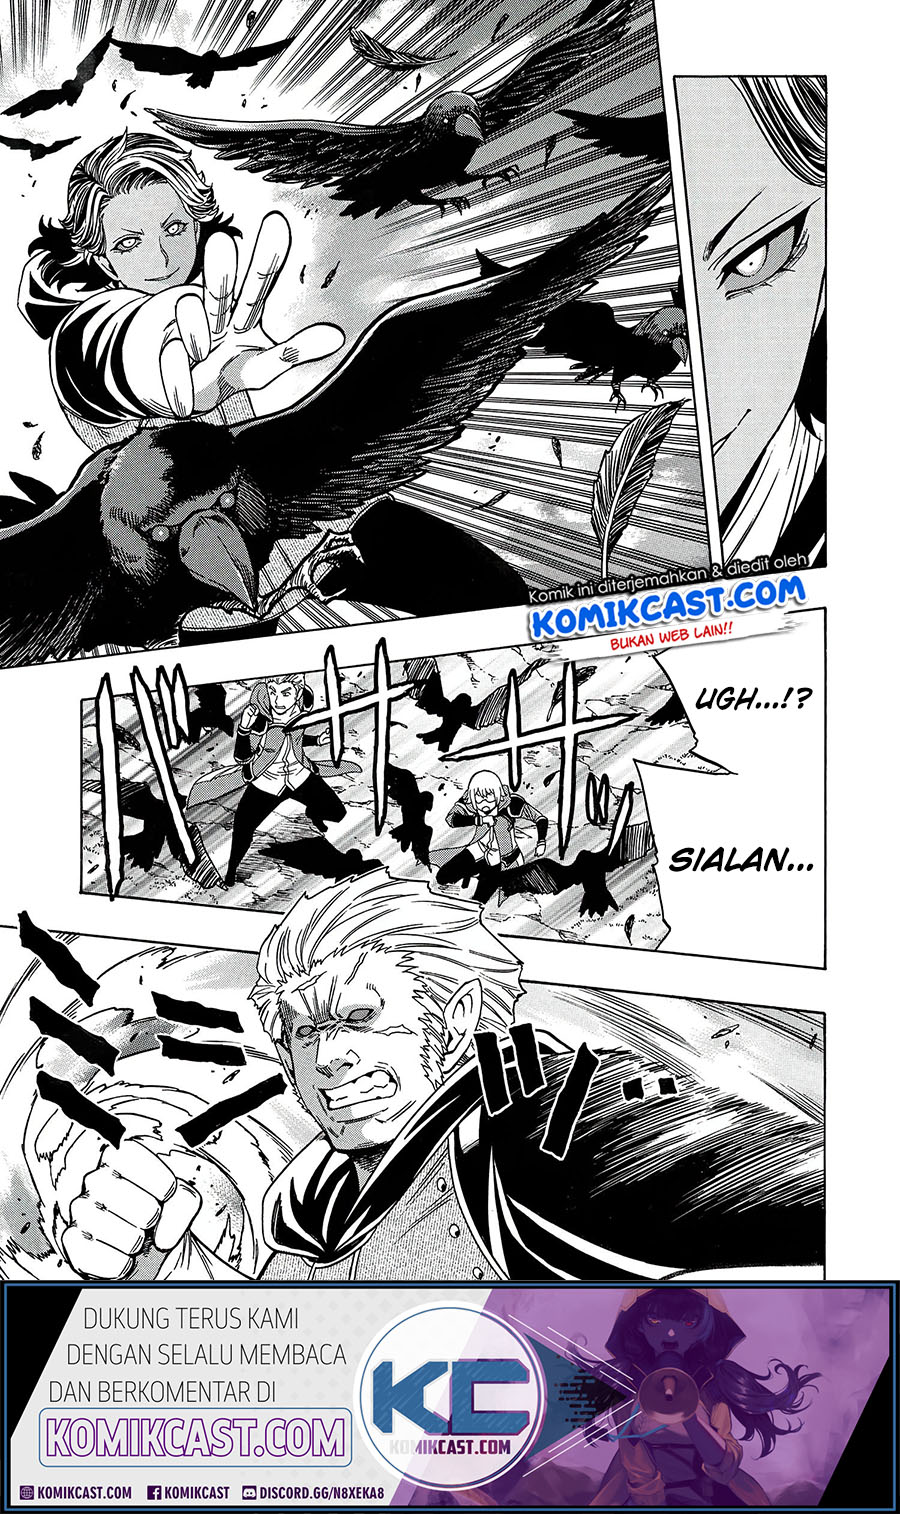 Komik ini diterjemahkan & diedit oleh
KOMIKCAST.COM
BUKAN WEB LAIN!!
UGH...!?
SIALAN...
DUKUNG TERUS KAMI
DENGAN SELALU MEMBACA
DAN BERKOMENTAR DI
KOMIKCAST.COM
KC
KOMIKCAST.COM
KOMIKCAST.COM KOMIKCAST DISCORD.GG/N8XEKA8